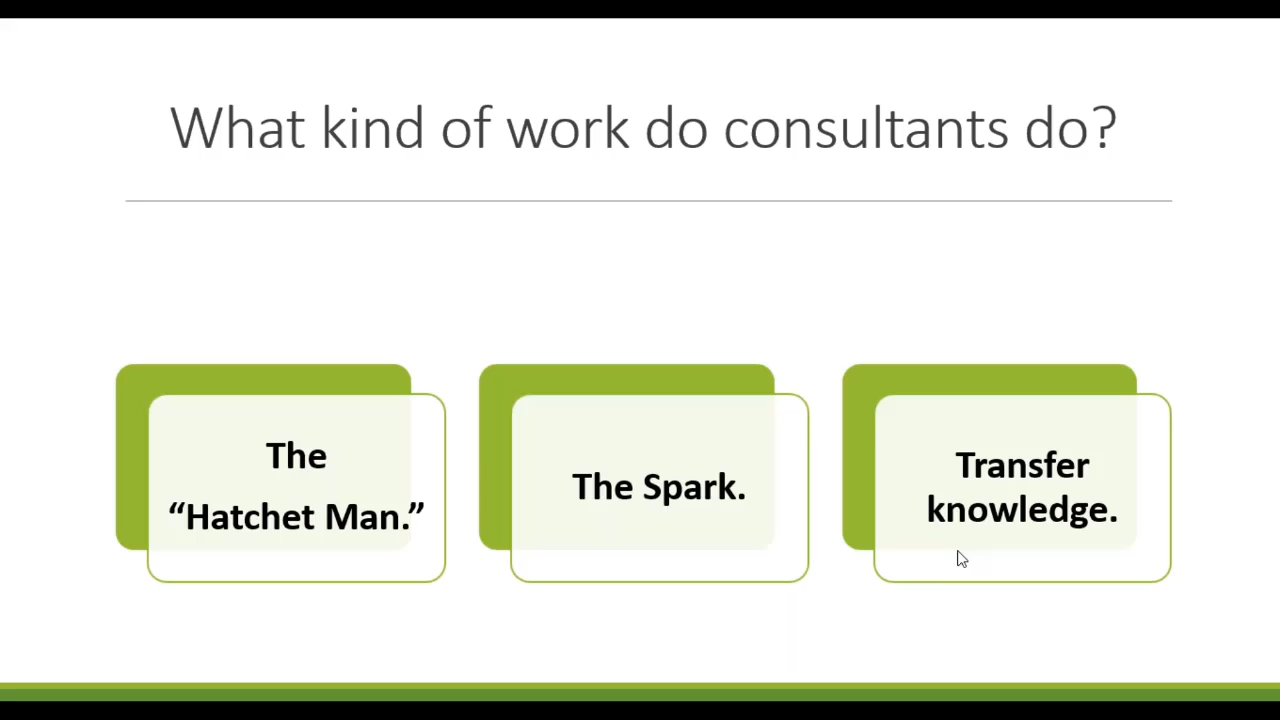 What kind of work do consultants do?
The
“Hatchet Man.”
The Spark.
Transfer
knowledge.